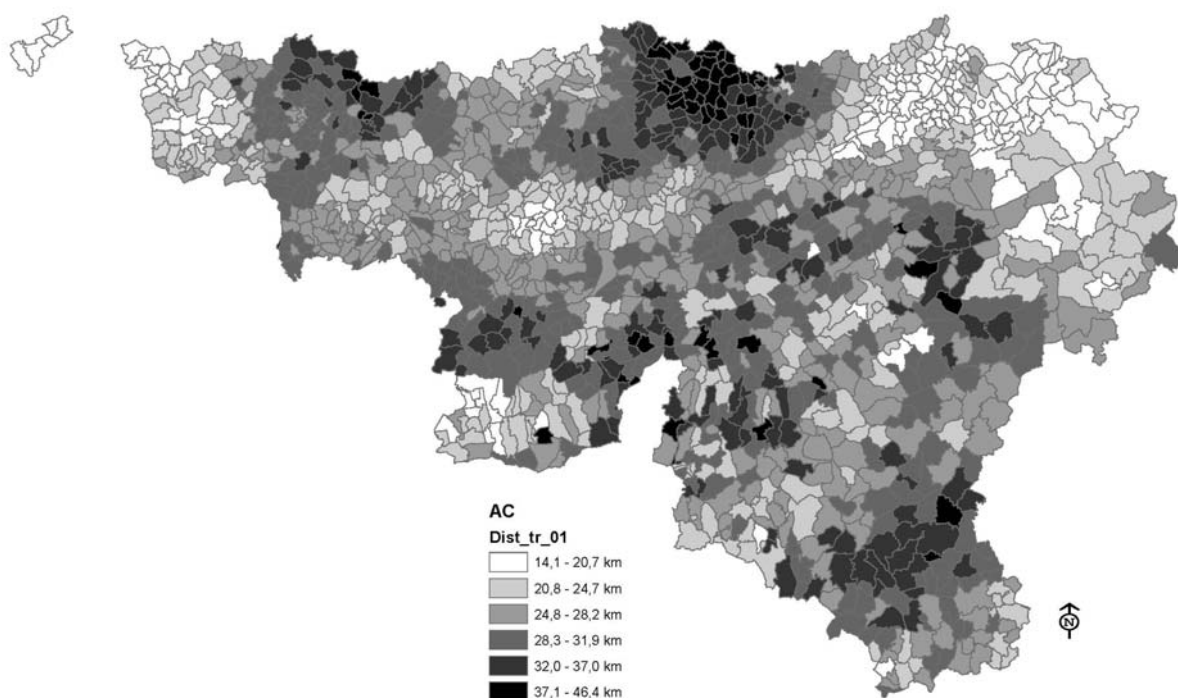 AC
Dist_tr_01
14,1 - 20,7 km
20,8 - 24,7 km
24,8 - 28,2 km
28,3 - 31,9 km
32,0 - 37,0 km
37,1 - 46,4 km
N